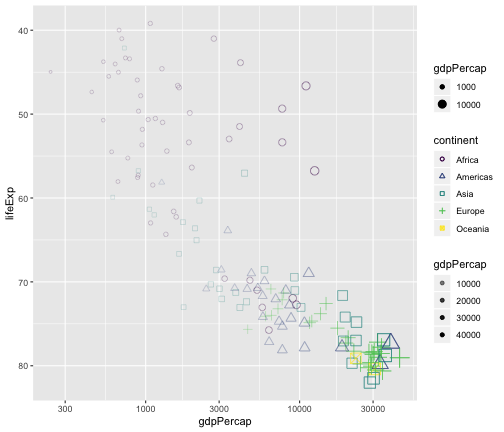 40
50
60
70
80
lifeExp
300
1000
3000
10000
30000
gdpPercap
gdpPercap
1000
10000
continent
Africa
Americas
Asia
Europe
Oceania
gdpPercap
10000
20000
30000
40000